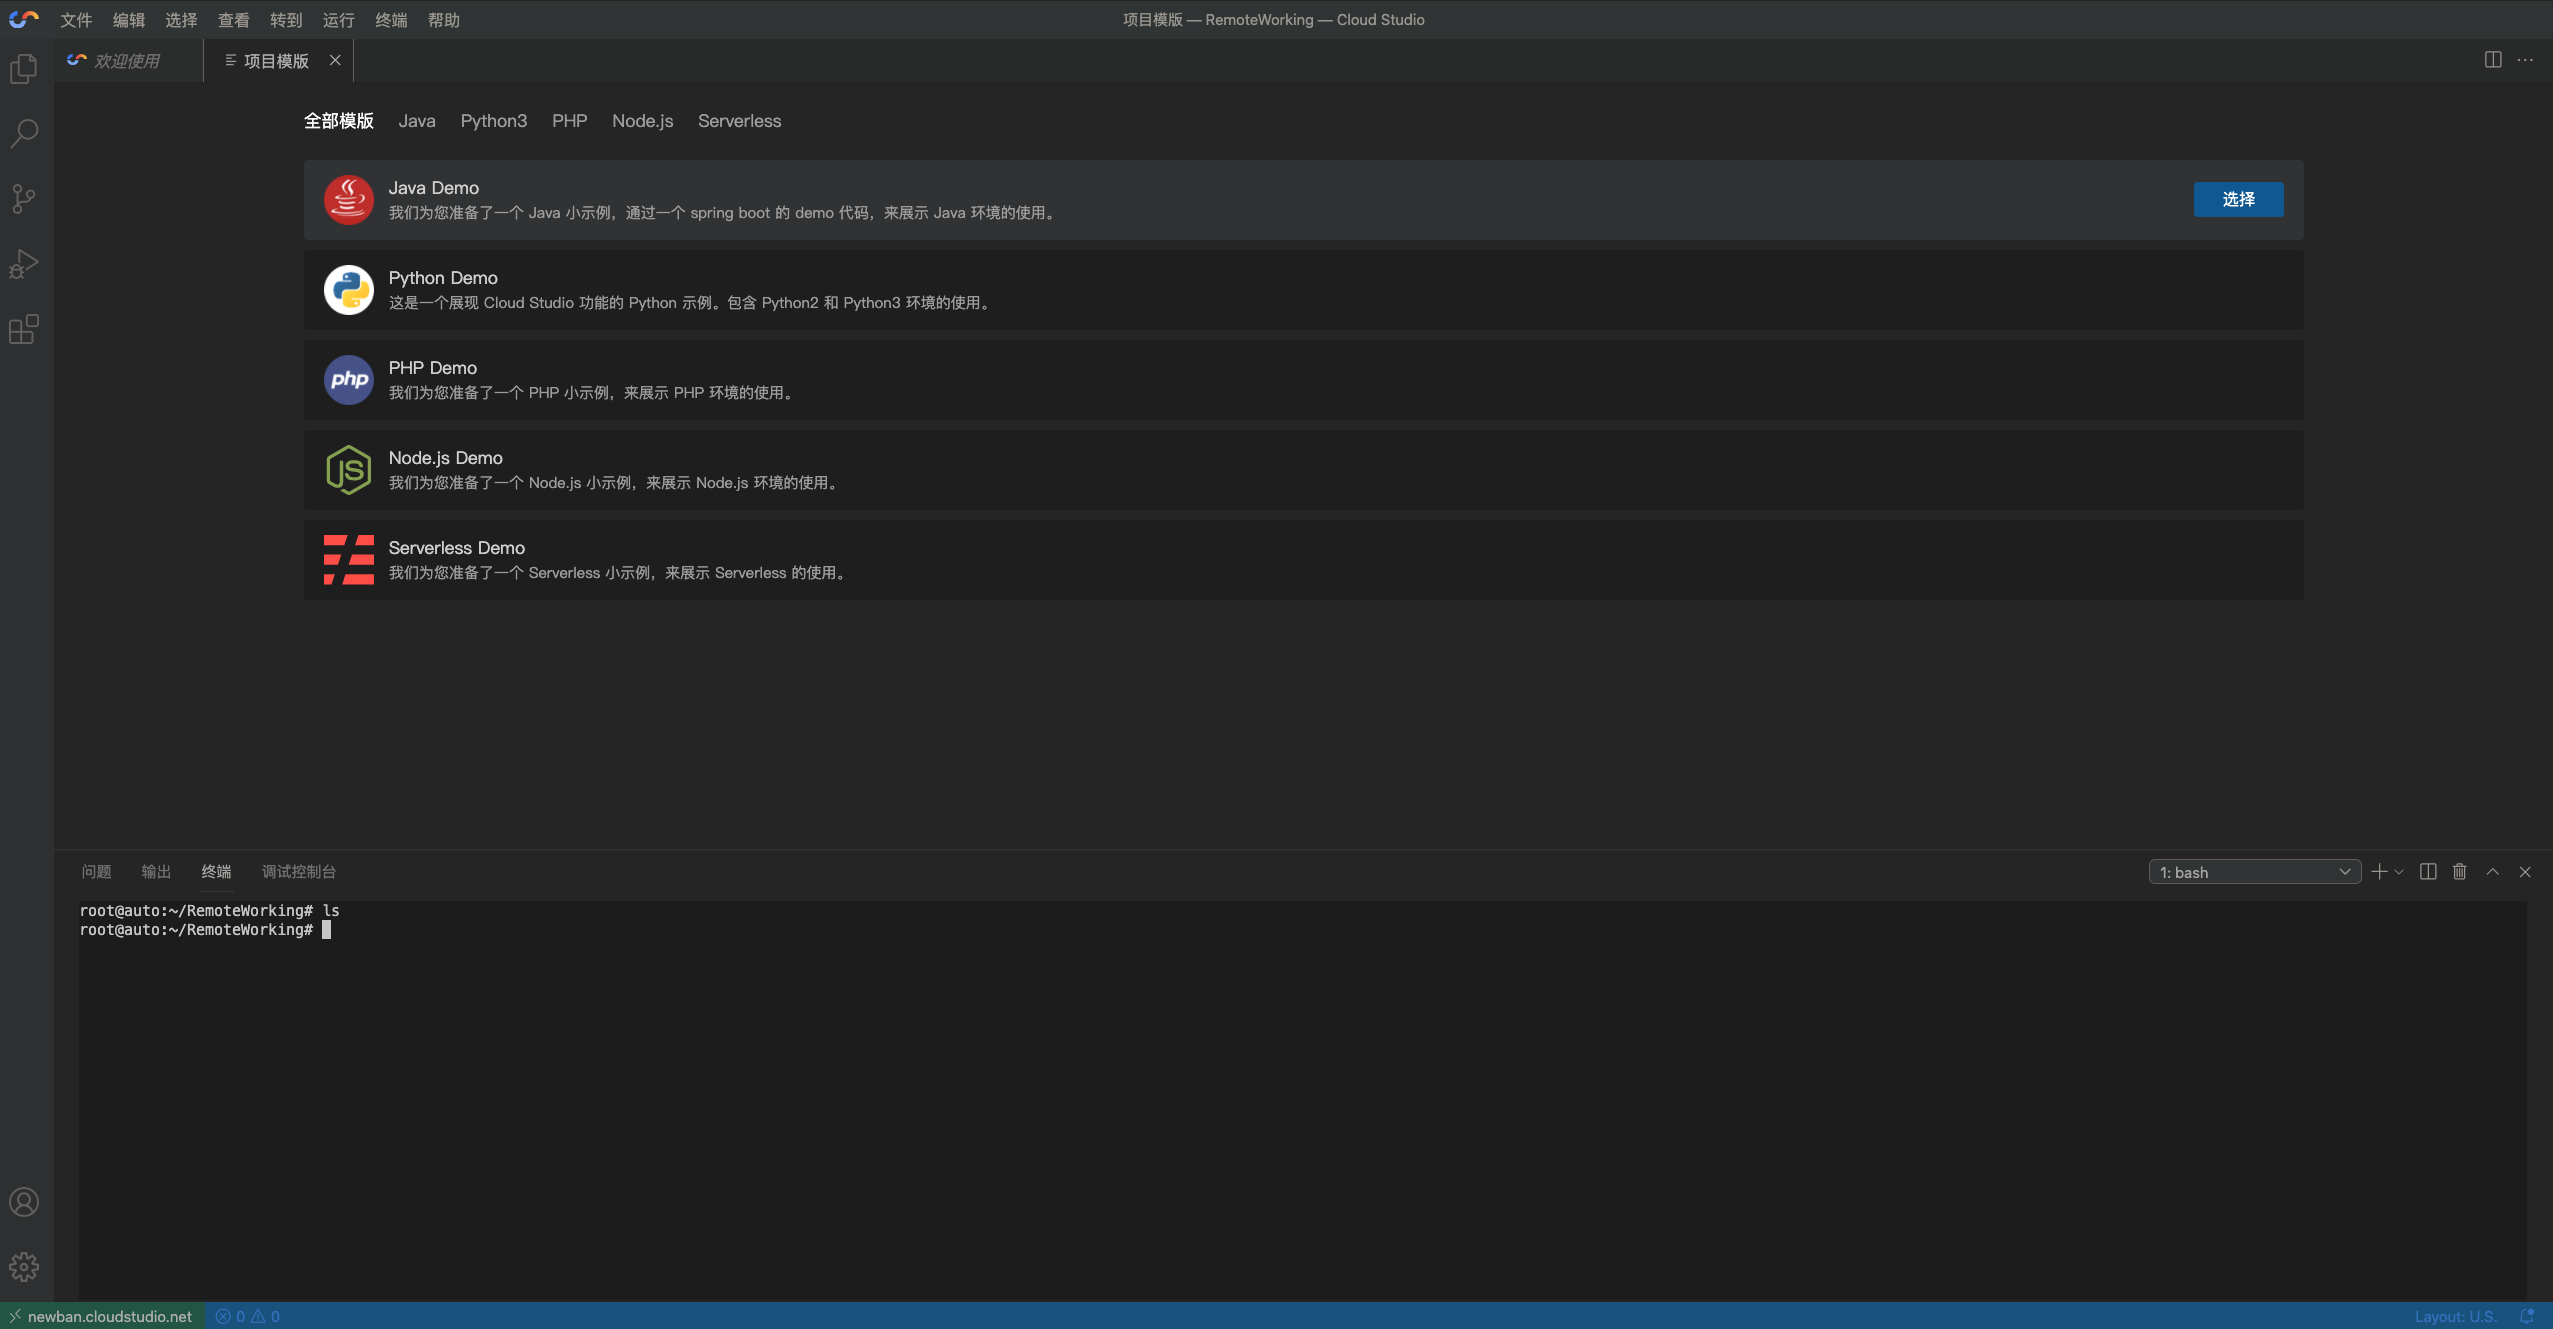 文件 编辑 选择 查看 转到 运行 终端 帮助
项目模版 — RemoteWorking — Cloud Studio
欢迎使用
项目模版
全部模版 Java Python3 PHP Node.js Serverless
Java Demo
我们为您准备了一个 Java 小示例，通过一个 spring boot 的 demo 代码，来展示 Java 环境的使用。
选择
Python Demo
这是一个展现 Cloud Studio 功能的 Python 示例。包含 Python2 和 Python3 环境的使用。
php
PHP Demo
我们为您准备了一个 PHP 小示例，来展示 PHP 环境的使用。
JS
Node.js Demo
我们为您准备了一个 Node.js 小示例，来展示 Node.js 环境的使用。
Serverless Demo
我们为您准备了一个 Serverless 小示例，来展示 Serverless 的使用。
问题 输出 终端 调试控制台
1: bash
root@auto:~/RemoteWorking# ls
root@auto:~/RemoteWorking#
newban.cloudstudio.net 0 0
Layout: U.S.